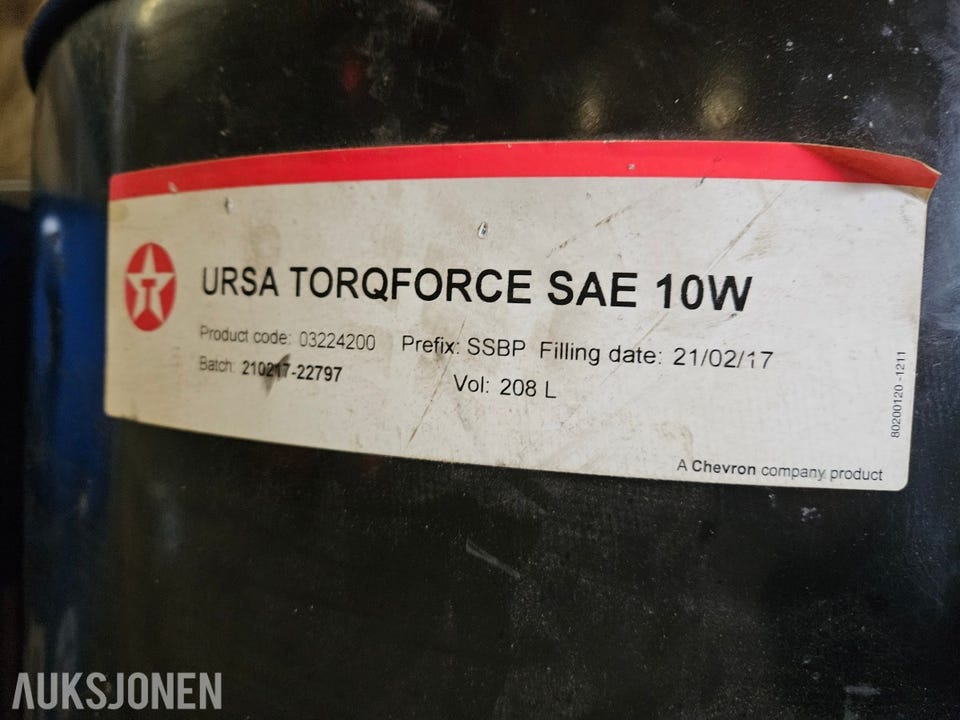 URSA TORQFORCE SAE 10W
Product code: 03224200 Prefix: SSBP Filling date: 21/02/17
Batch: 210217-22797 Vol: 208 L
80200120 -1211
A Chevron company product
T
AUKSJONEN